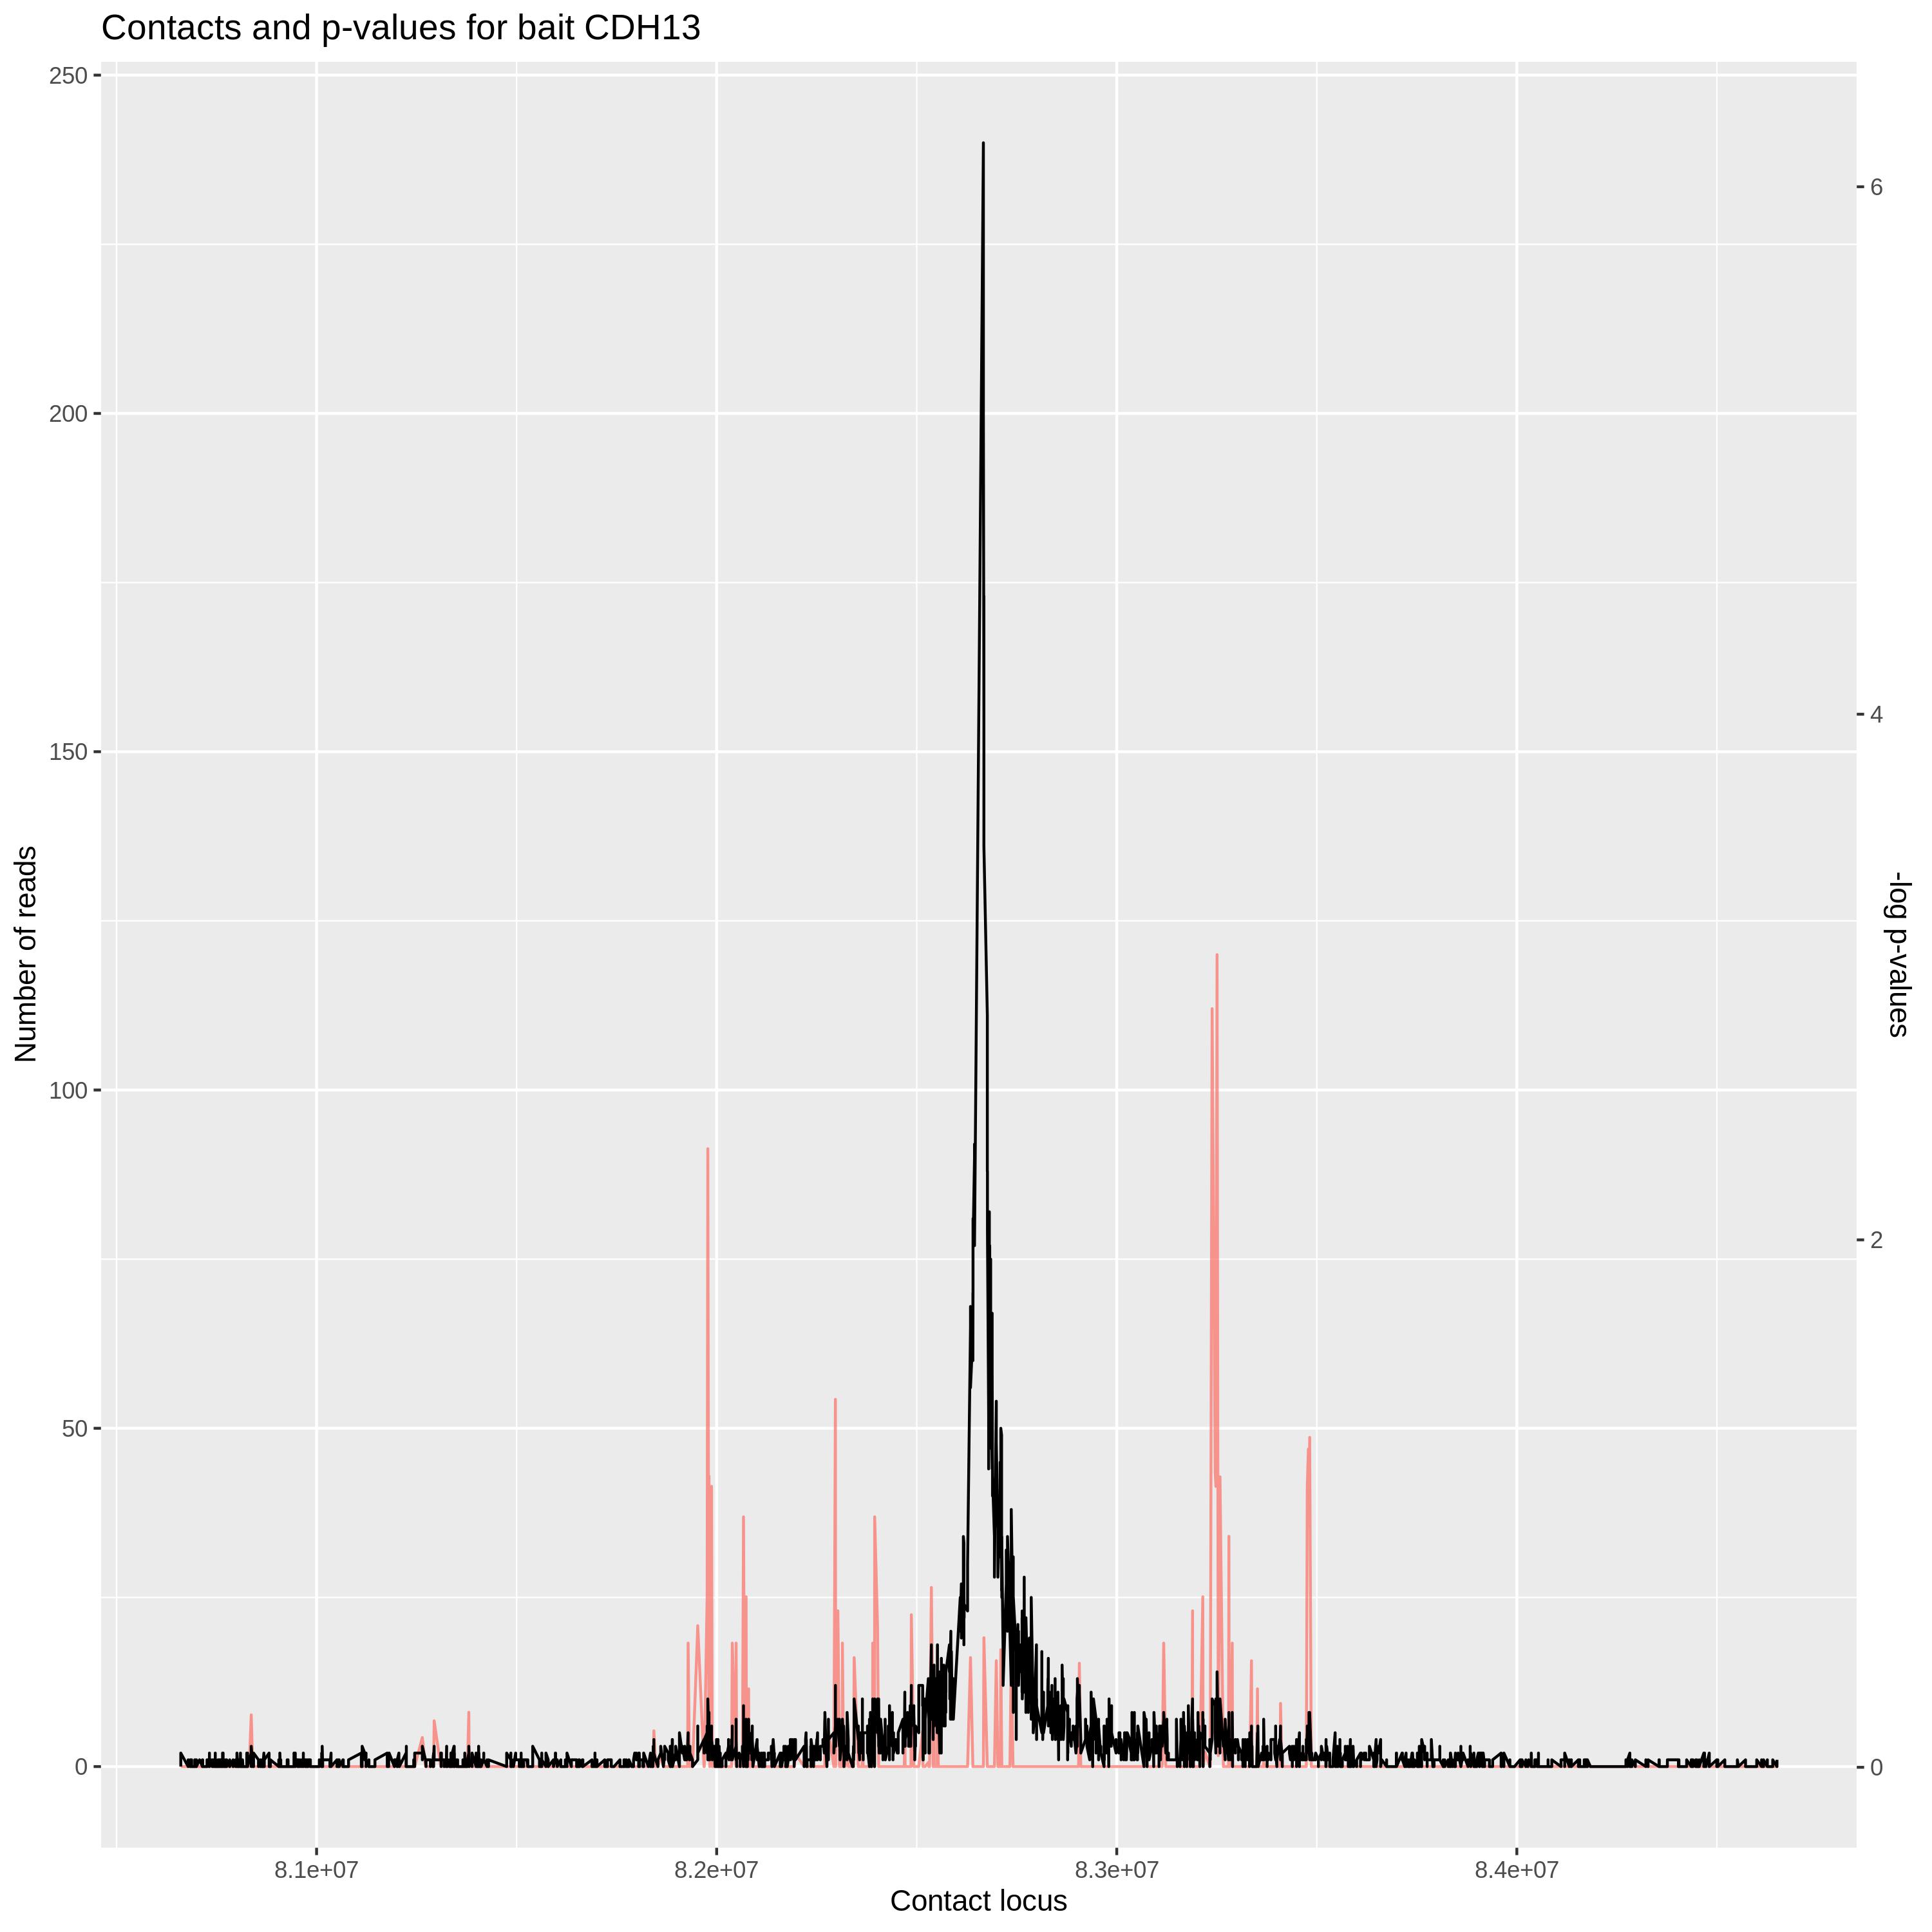 Contacts and p-values for bait CDH13
250
200
150
100
50
0
Number of reads
6
4
2
0
-log p-values
8.1e+07
8.2e+07
8.3e+07
8.4e+07
Contact locus